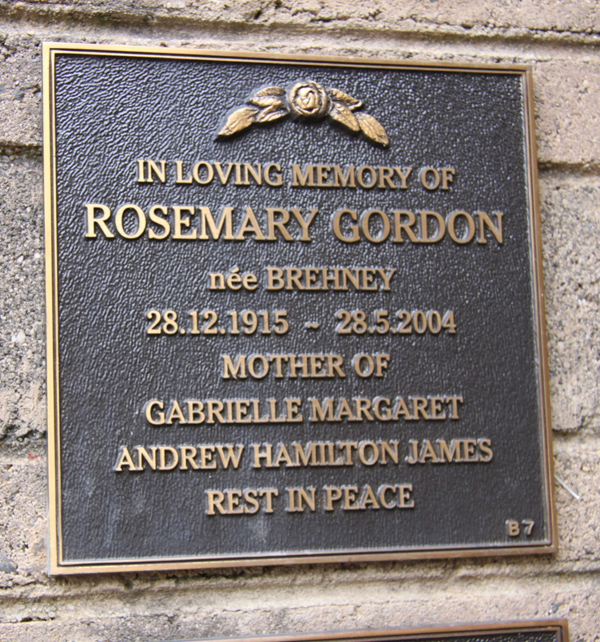 IN LOVING MEMORY OF
ROSEMARY GORDON
née BREHNEY
28.12.1915 ~ 28.5.2004
MOTHER OF
GABRIELLE MARGARET
ANDREW HAMILTON JAMES
REST IN PEACE
B7